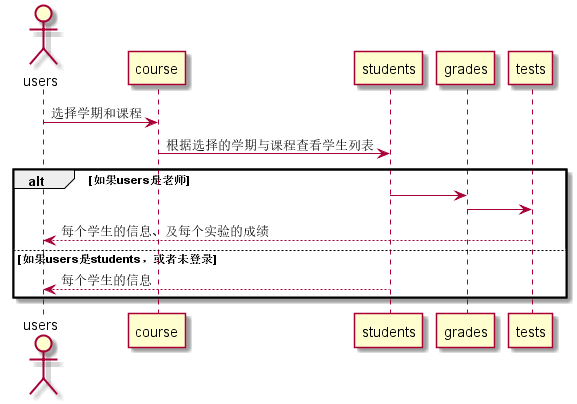 users
course
students
grades
tests
选择学期和课程
根据选择的学期与课程查看学生列表
alt
[如果users是老师]
每个学生的信息、及每个实验的成绩
[如果users是students，或者未登录]
每个学生的信息
users
course
students
grades
tests